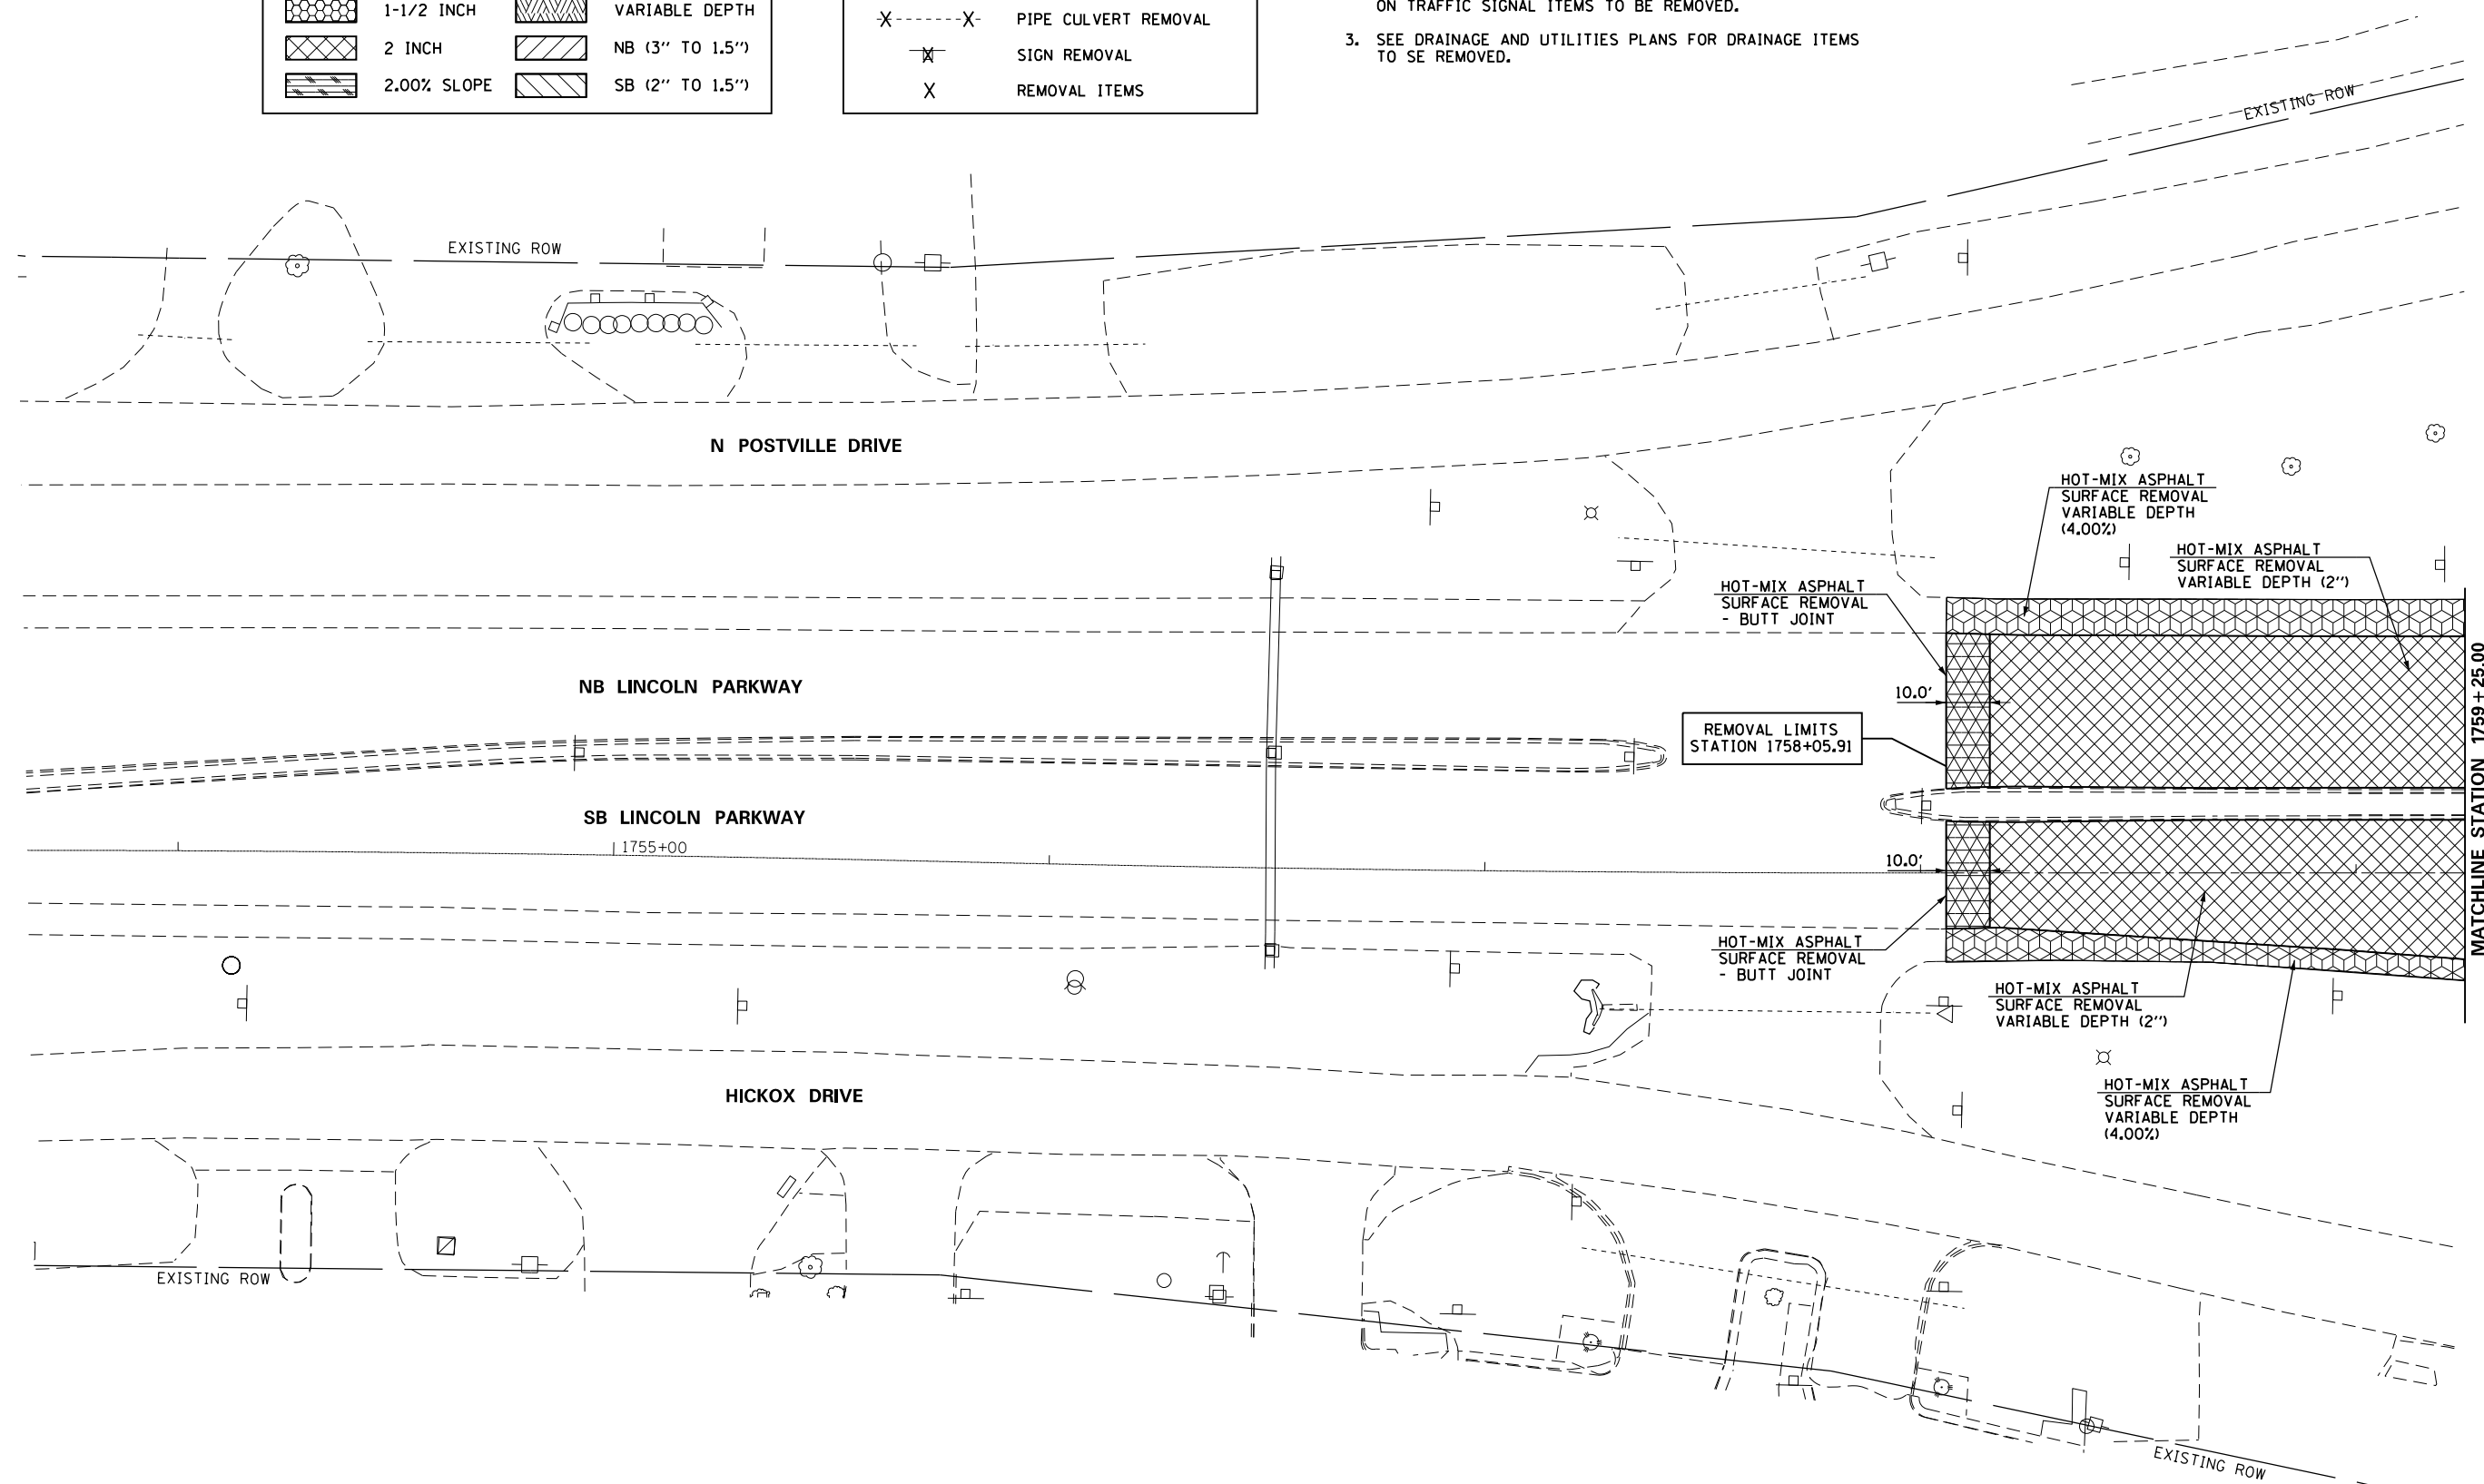 1-1/2 INCH
VARIABLE DEPTH
2 INCH
NB (3'' TO 1.5'')
2.00% SLOPE
SB (2'' TO 1.5'')
X X PIPE CULVERT REMOVAL
X SIGN REMOVAL
X REMOVAL ITEMS
ON TRAFFIC SIGNAL ITEMS TO BE REMOVED.
3. SEE DRAINAGE AND UTILITIES PLANS FOR DRAINAGE ITEMS
TO SE REMOVED.
EXISTING ROW
EXISTING ROW
N POSTVILLE DRIVE
HOT-MIX ASPHALT
SURFACE REMOVAL
VARIABLE DEPTH
(4.00%)
HOT-MIX ASPHALT
SURFACE REMOVAL
VARIABLE DEPTH (2'')
HOT-MIX ASPHALT
SURFACE REMOVAL
- BUTT JOINT
NB LINCOLN PARKWAY
10.0'
REMOVAL LIMITS
STATION 1758+05.91
MATCHLINE STATION 1759+25.00
SB LINCOLN PARKWAY
1755+00
10.0'
HOT-MIX ASPHALT
SURFACE REMOVAL
- BUTT JOINT
HOT-MIX ASPHALT
SURFACE REMOVAL
VARIABLE DEPTH (2'')
HICKOX DRIVE
HOT-MIX ASPHALT
SURFACE REMOVAL
VARIABLE DEPTH
(4.00%)
EXISTING ROW
EXISTING ROW